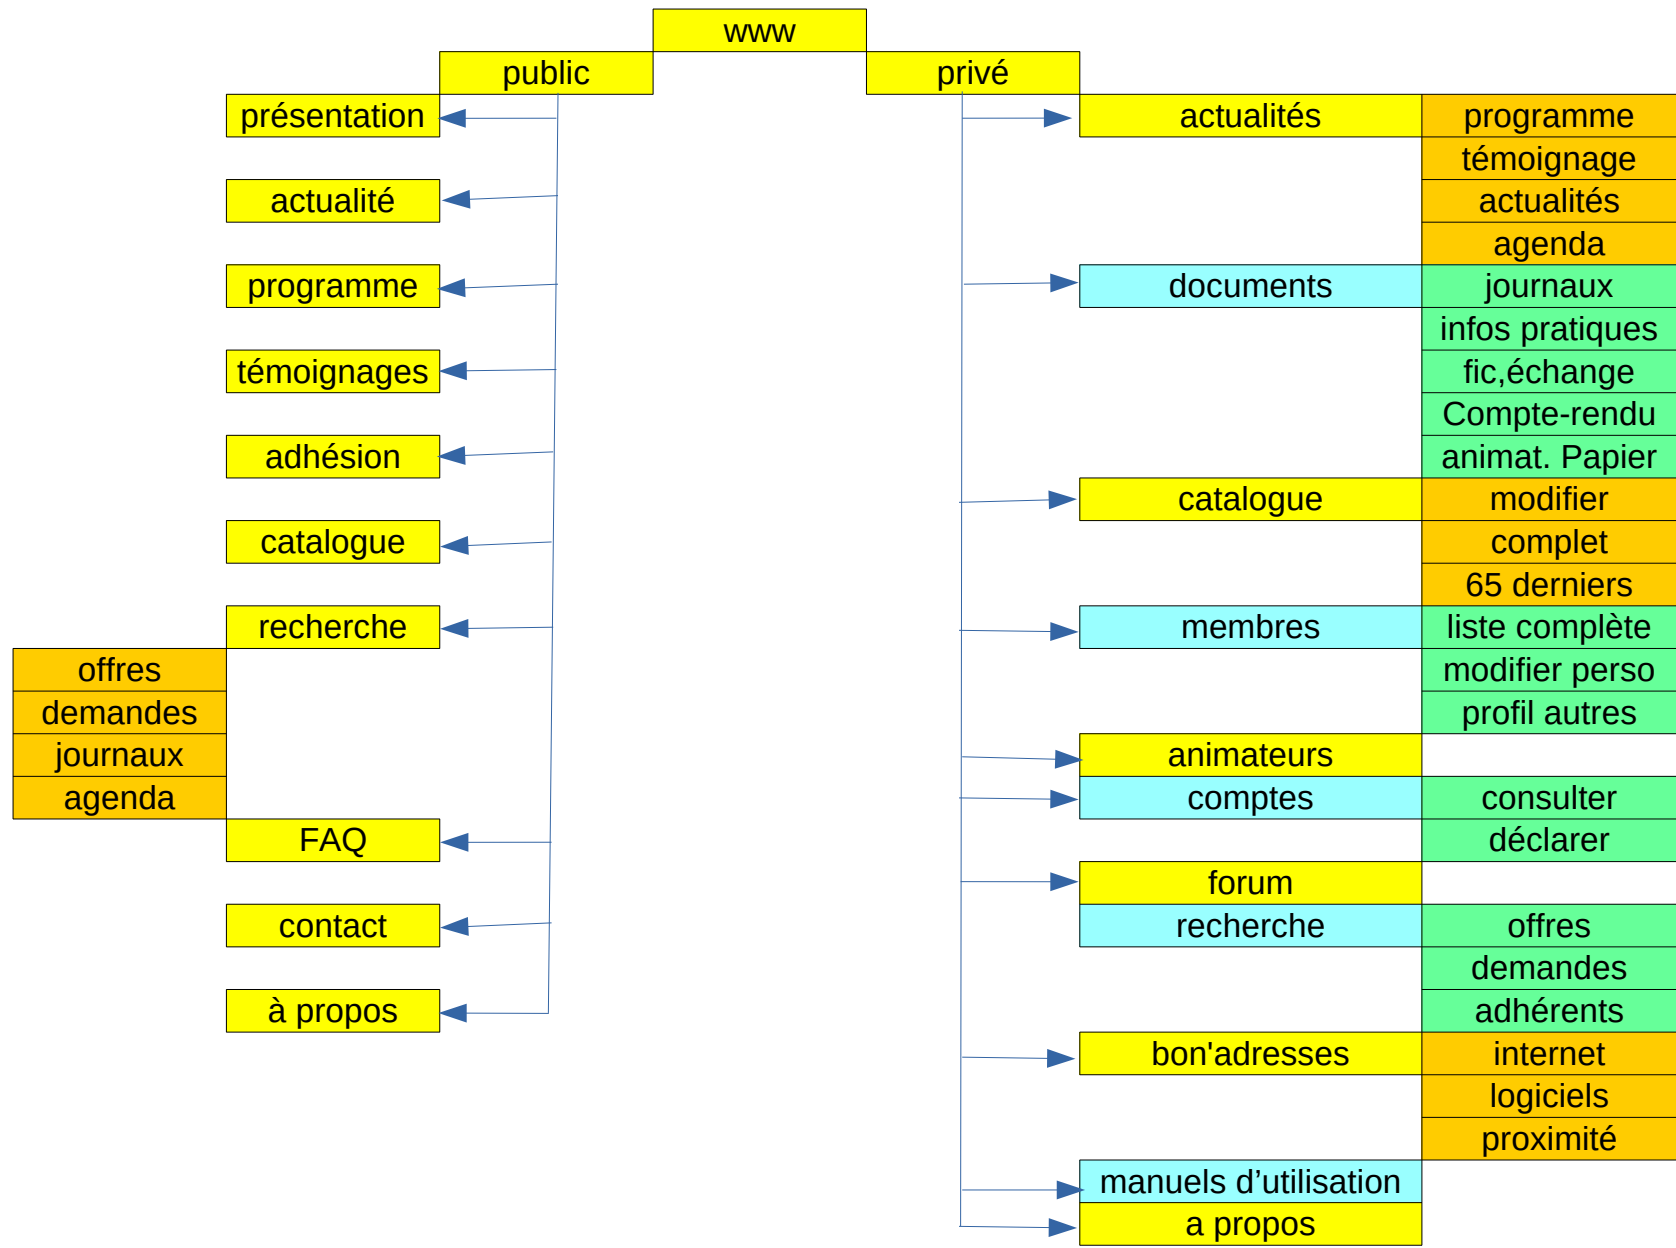 www
public
privé
présentation
actualité
programme
témoignages
adhésion
catalogue
recherche
offres
demandes
journaux
agenda
FAQ
contact
à propos
actualités
programme
témoignage
actualités
agenda
documents
journaux
infos pratiques
fic,échange
Compte-rendu
animat. Papier
catalogue
modifier
complet
65 derniers
membres
liste complète
modifier perso
profil autres
animateurs
comptes
consulter
déclarer
forum
recherche
offres
demandes
adhérents
bon'adresses
internet
logiciels
proximité
manuels d’utilisation
a propos